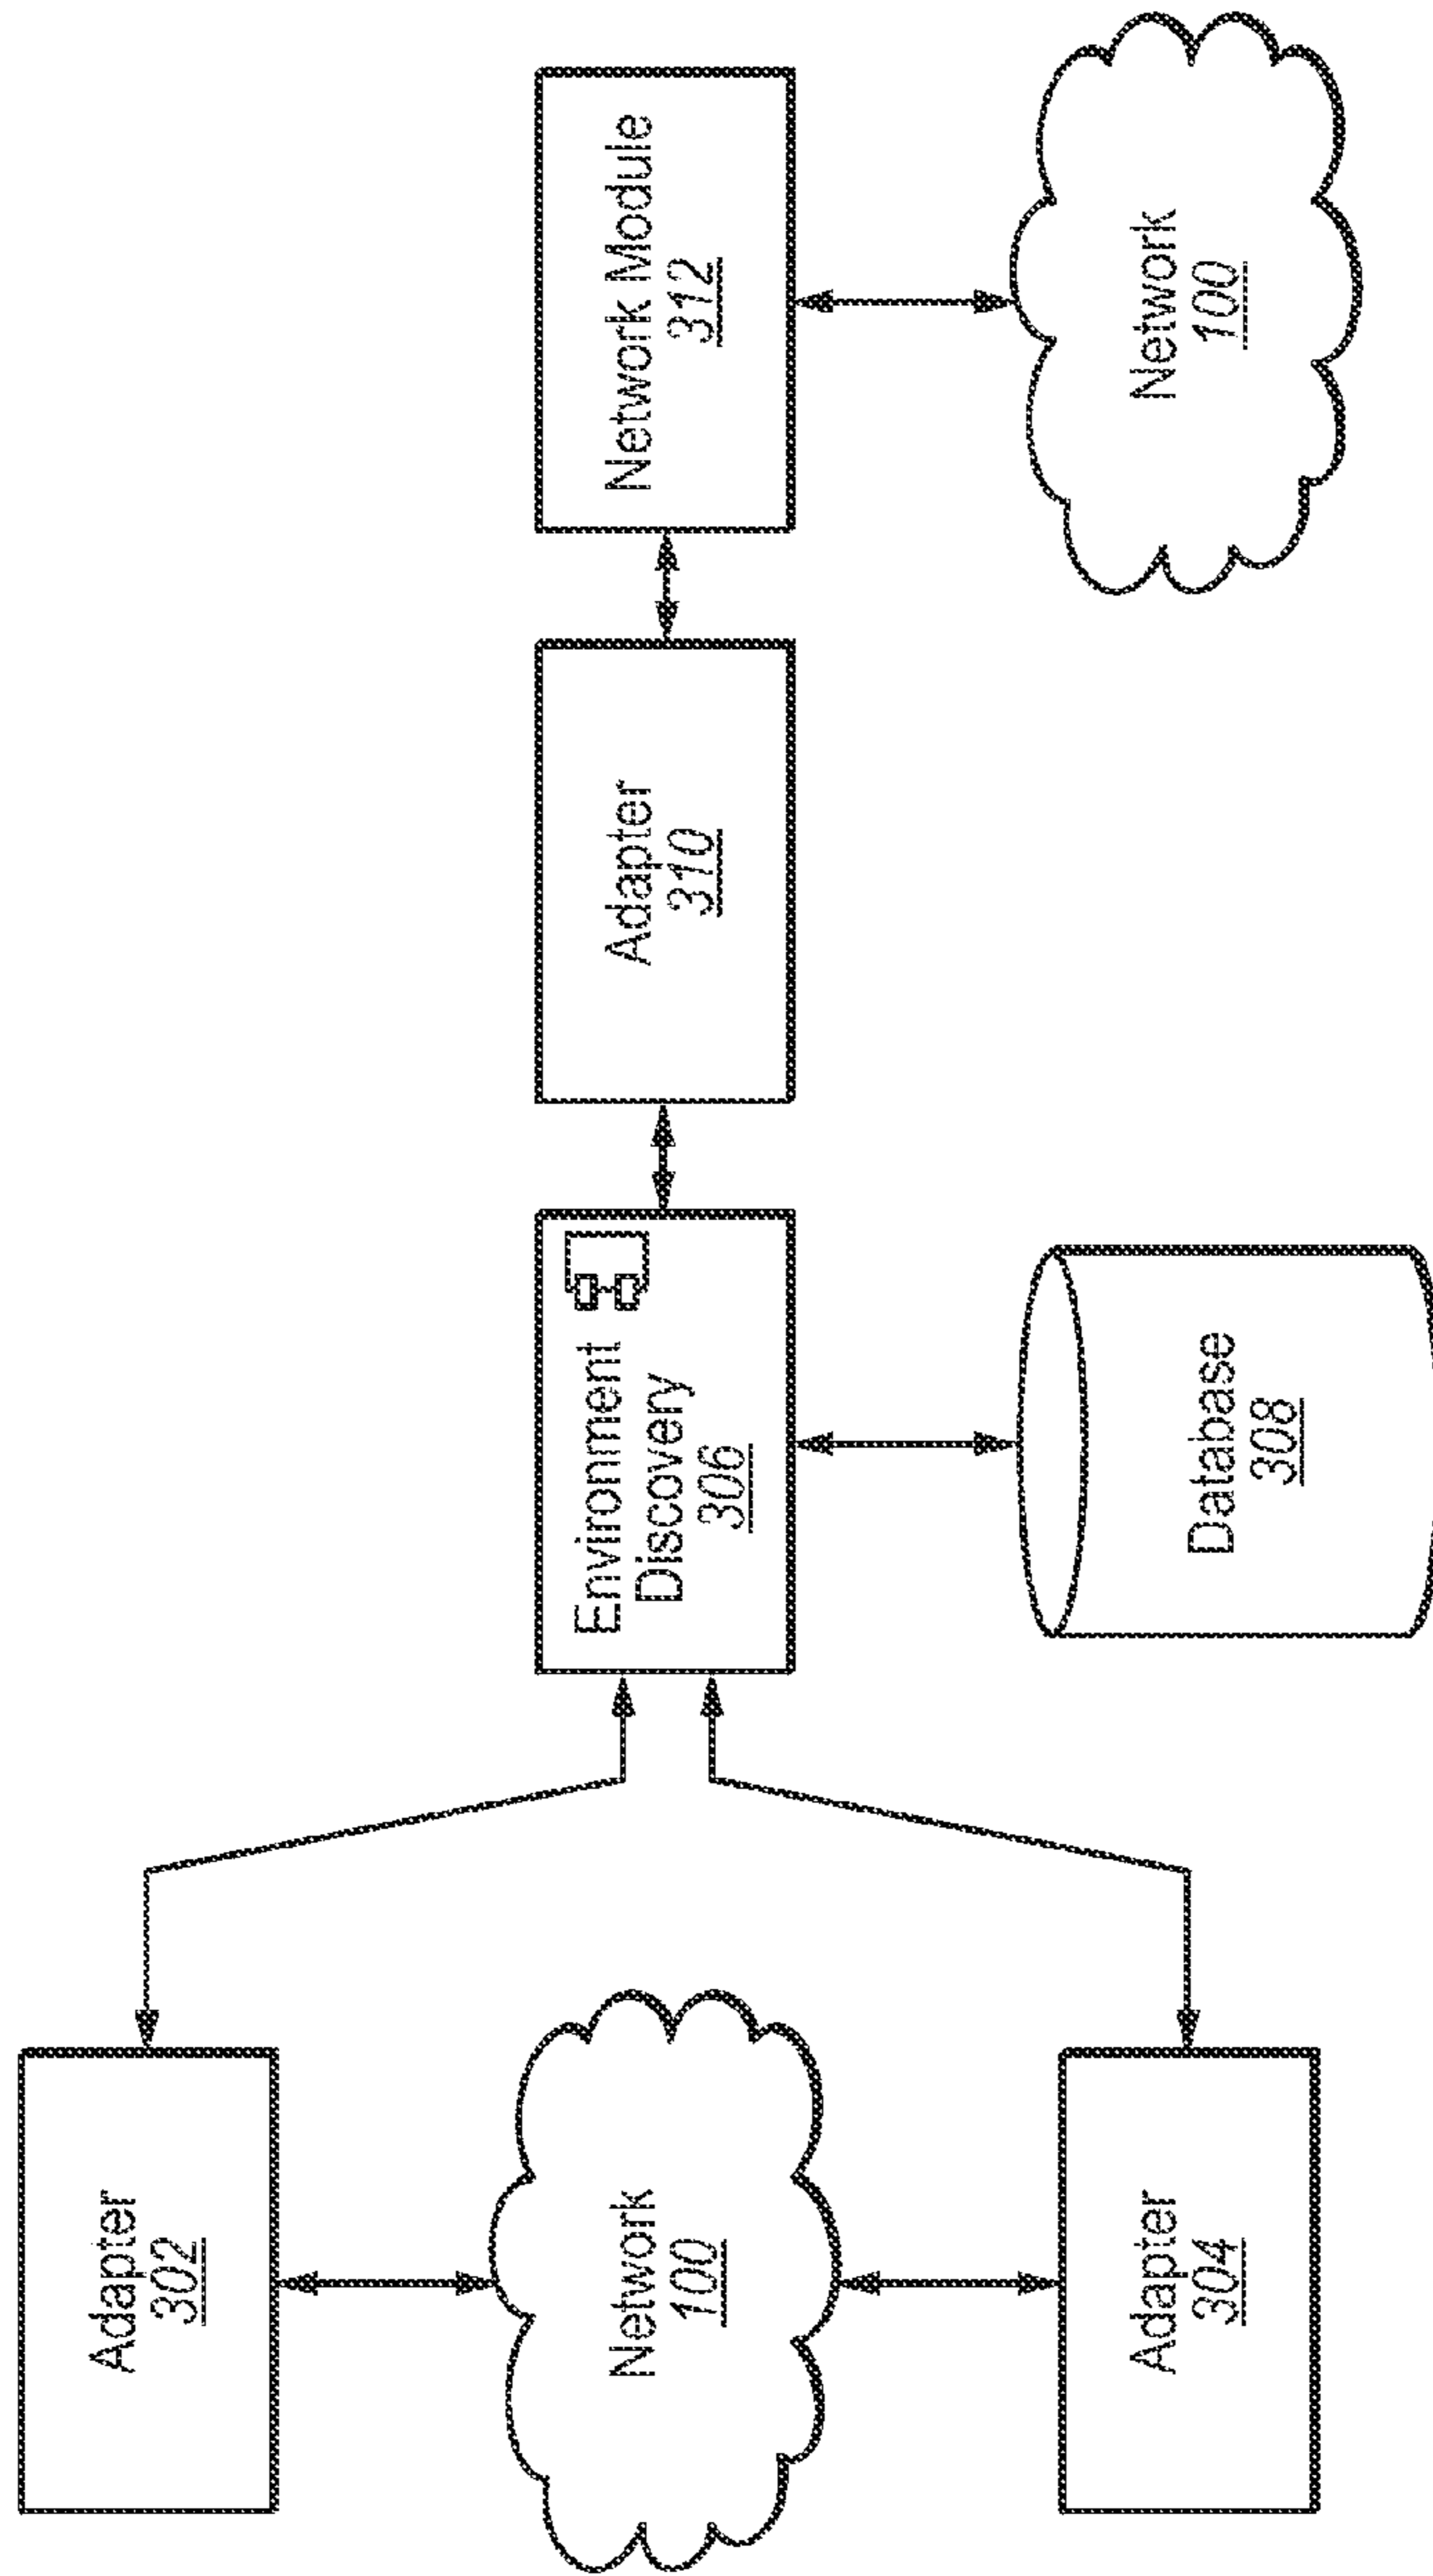 Adapter
302
Network
100
Adapter
304
Environment
Discovery
306
Database
308
Adapter
310
Network Module
312
Network
100